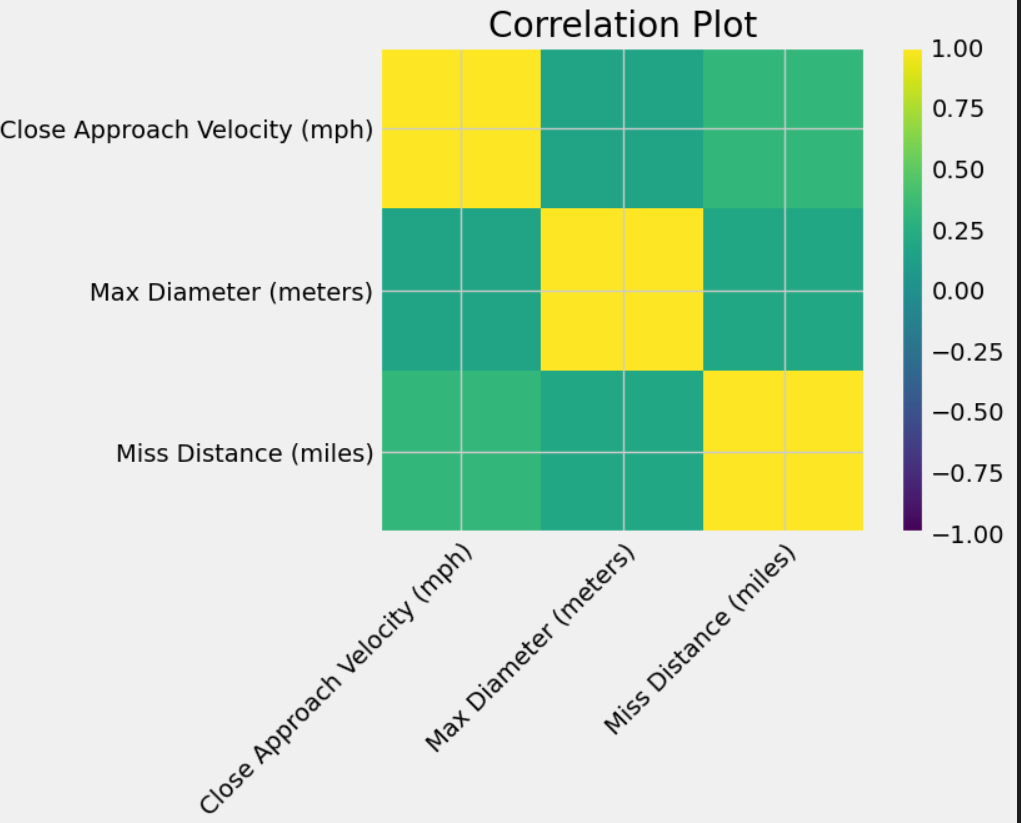 Correlation Plot
Close Approach Velocity (mph)
Max Diameter (meters)
Miss Distance (miles)
1.00
0.75
0.50
0.25
0.00
−0.25
−0.50
−0.75
−1.00
Close Approach Velocity (mph)
Max Diameter (meters)
Miss Distance (miles)